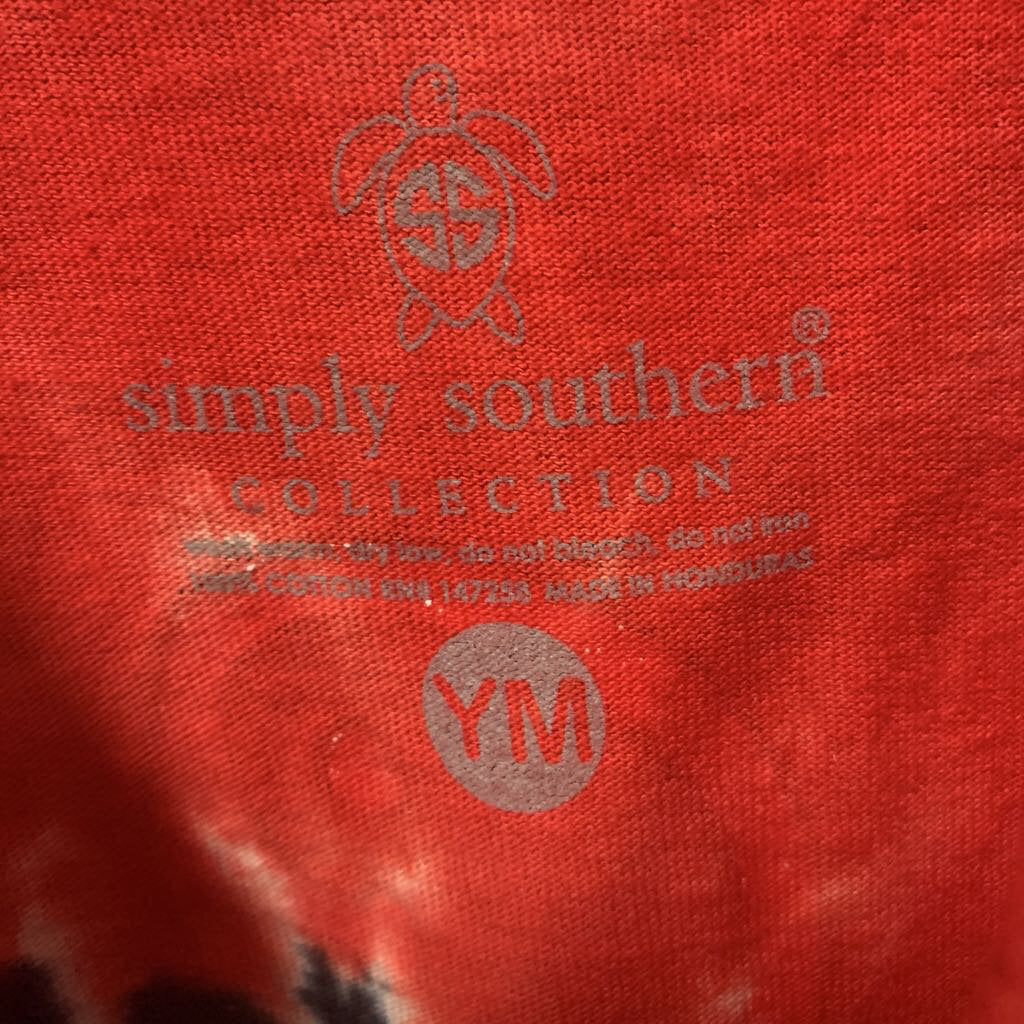 SS
simply southern®
COLLECTION
wash warm, dry low, do not bleach, do not iron
100% COTTON RN# 147258 MADE IN HONDURAS
YM